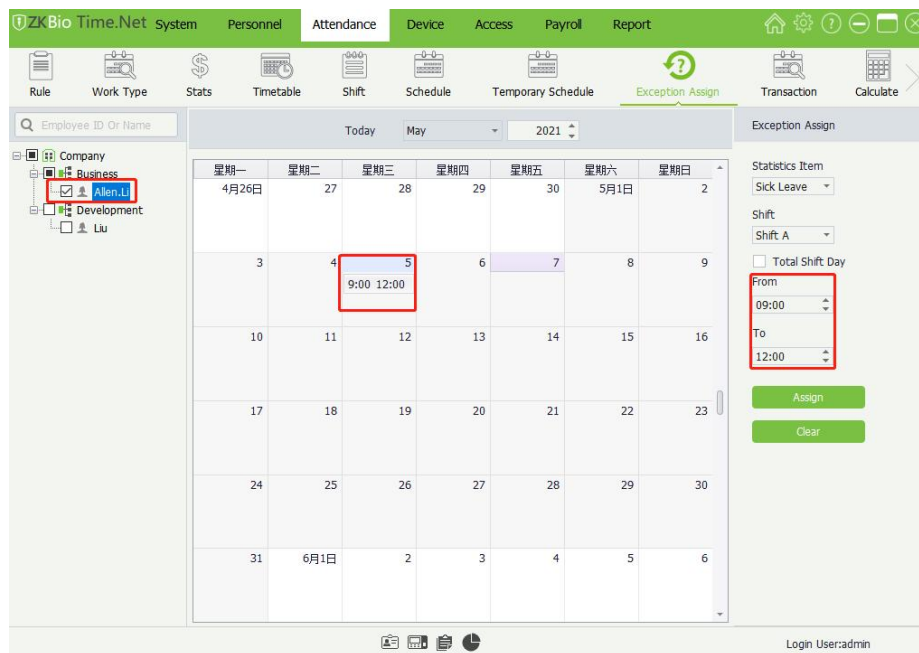 ZKBio Time.Net System Personnel Attendance Device Access Payroll Report
Rule Work Type Stats Timetable Shift Schedule Temporary Schedule Exception Assign Transaction Calculate
Employee ID Or Name
Today May 2021
Exception Assign
Company
Business
Allen.Li
Development
Liu
星期一 星期二 星期三 星期四 星期五 星期六 星期日
4月26日 27 28 29 30 5月1日 2
3 4 5 6 7 8 9
9:00 12:00
10 11 12 13 14 15 16
17 18 19 20 21 22 23
24 25 26 27 28 29 30
31 6月1日 2 3 4 5 6
Statistics Item
Sick Leave
Shift
Shift A
Total Shift Day
From
09:00
To
12:00
Assign
Clear
Login User:admin